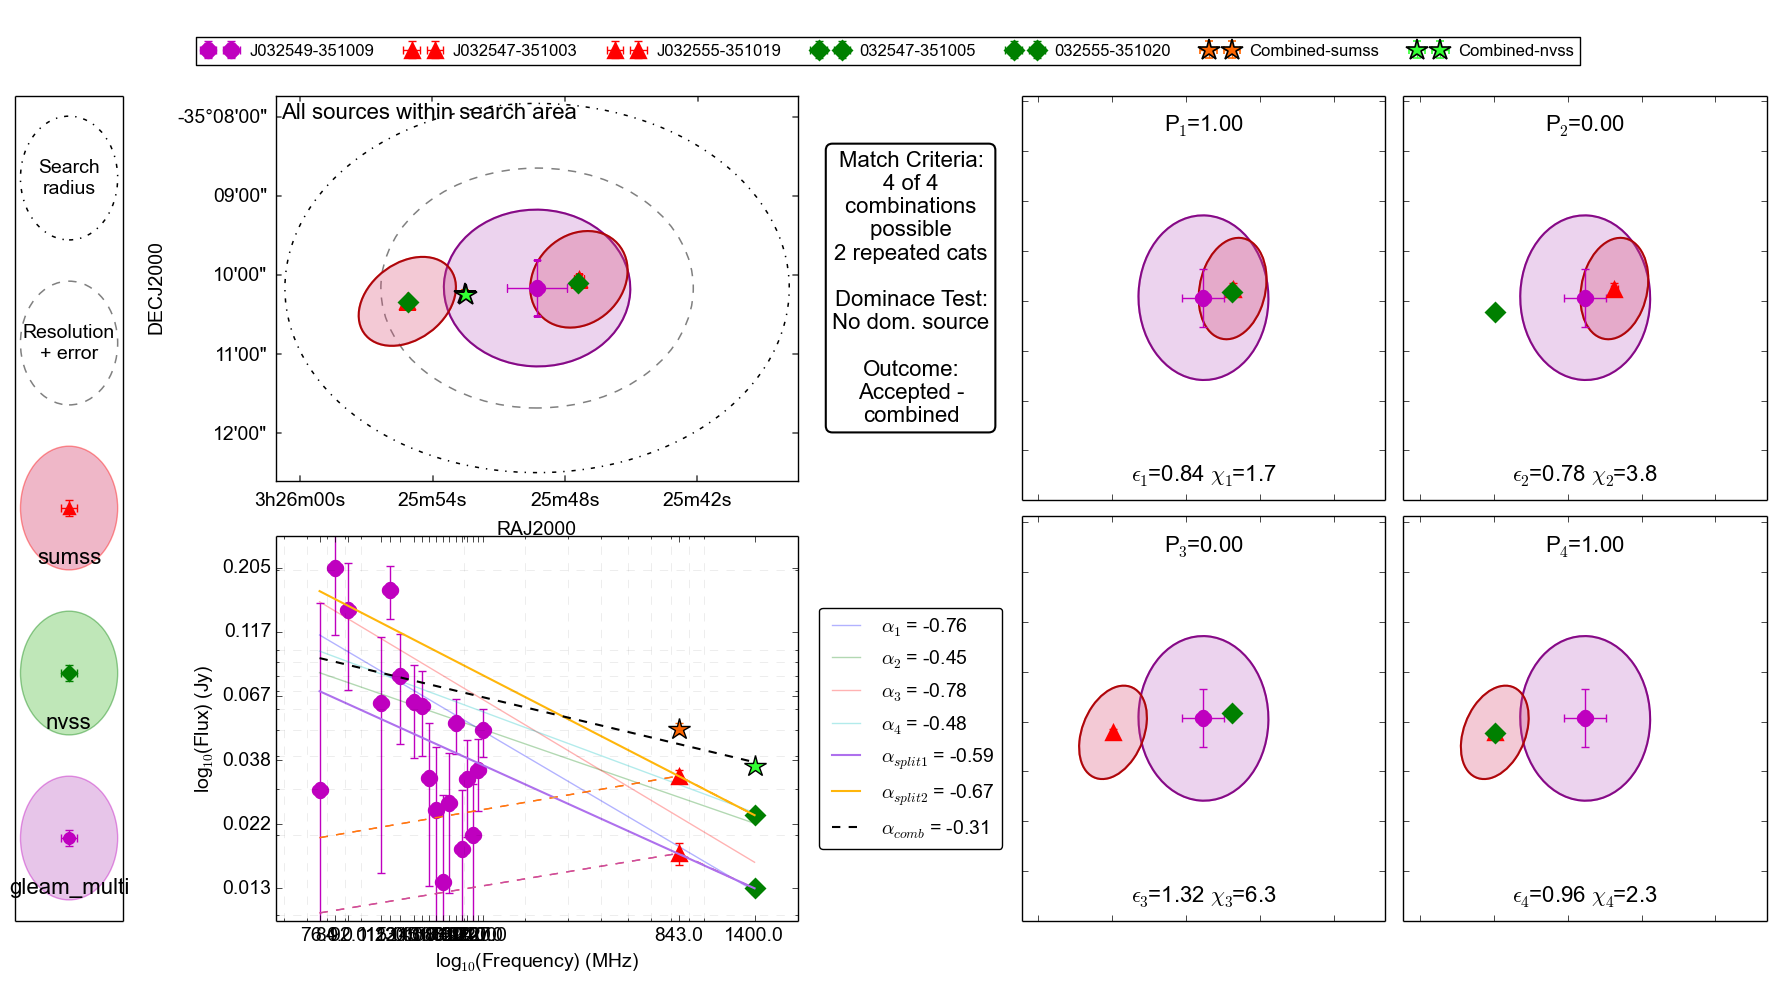 J032549-351009
J032547-351003
J032555-351019
032547-351005
032555-351020
Combined-sumss
Combined-nvss
Search
radius
Resolution
+ error
sumss
nvss
gleam_multi
All sources within search area
-35°08'00"
09'00"
10'00"
11'00"
12'00"
DECJ2000
3h26m00s
25m54s
25m48s
25m42s
RAJ2000
Match Criteria:
4 of 4
combinations
possible
2 repeated cats
Dominace Test:
No dom. source
Outcome:
Accepted -
combined
P1=1.00
ϵ1=0.84 χ1=1.7
P2=0.00
ϵ2=0.78 χ2=3.8
P3=0.00
ϵ3=1.32 χ3=6.3
P4=1.00
ϵ4=0.96 χ4=2.3
0.205
0.117
0.067
0.038
0.022
0.013
log10(Flux) (Jy)
843.0
1400.0
log10(Frequency) (MHz)
α1 = -0.76
α2 = -0.45
α3 = -0.78
α4 = -0.48
αsplit1 = -0.59
αsplit2 = -0.67
αcomb = -0.31